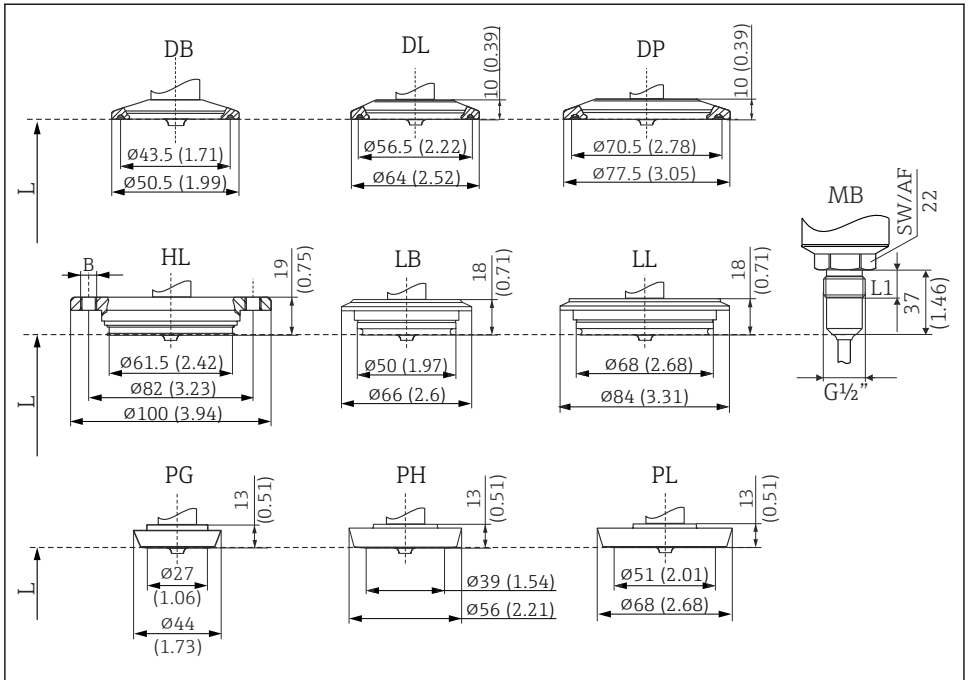 DB
DL
DP
10 (0.39)
10 (0.39)
ø43.5 (1.71)
ø50.5 (1.99)
ø56.5 (2.22)
ø64 (2.52)
ø70.5 (2.78)
ø77.5 (3.05)
L
MB
SW/AF
22
L1
37
(1.46)
G½"
HL
B
19
(0.75)
ø61.5 (2.42)
ø82 (3.23)
ø100 (3.94)
LB
18
(0.71)
ø50 (1.97)
ø66 (2.6)
LL
18
(0.71)
ø68 (2.68)
ø84 (3.31)
L
PG
13
(0.51)
ø27
(1.06)
ø44
(1.73)
PH
13
(0.51)
ø39 (1.54)
ø56 (2.21)
PL
13
(0.51)
ø51 (2.01)
ø68 (2.68)
L